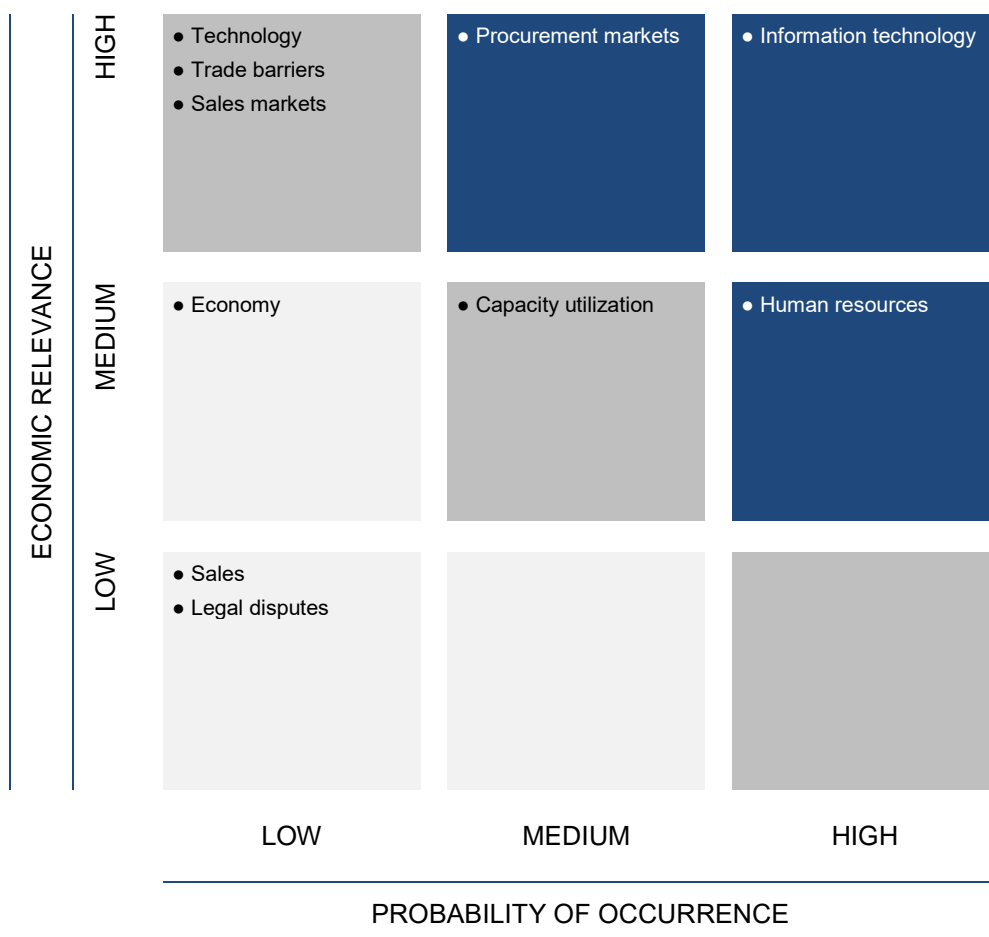 ECONOMIC RELEVANCE
HIGH
● Technology
● Trade barriers
● Sales markets
● Procurement markets
● Information technology
MEDIUM
● Economy
● Capacity utilization
● Human resources
LOW
● Sales
● Legal disputes
LOW
MEDIUM
HIGH
PROBABILITY OF OCCURRENCE